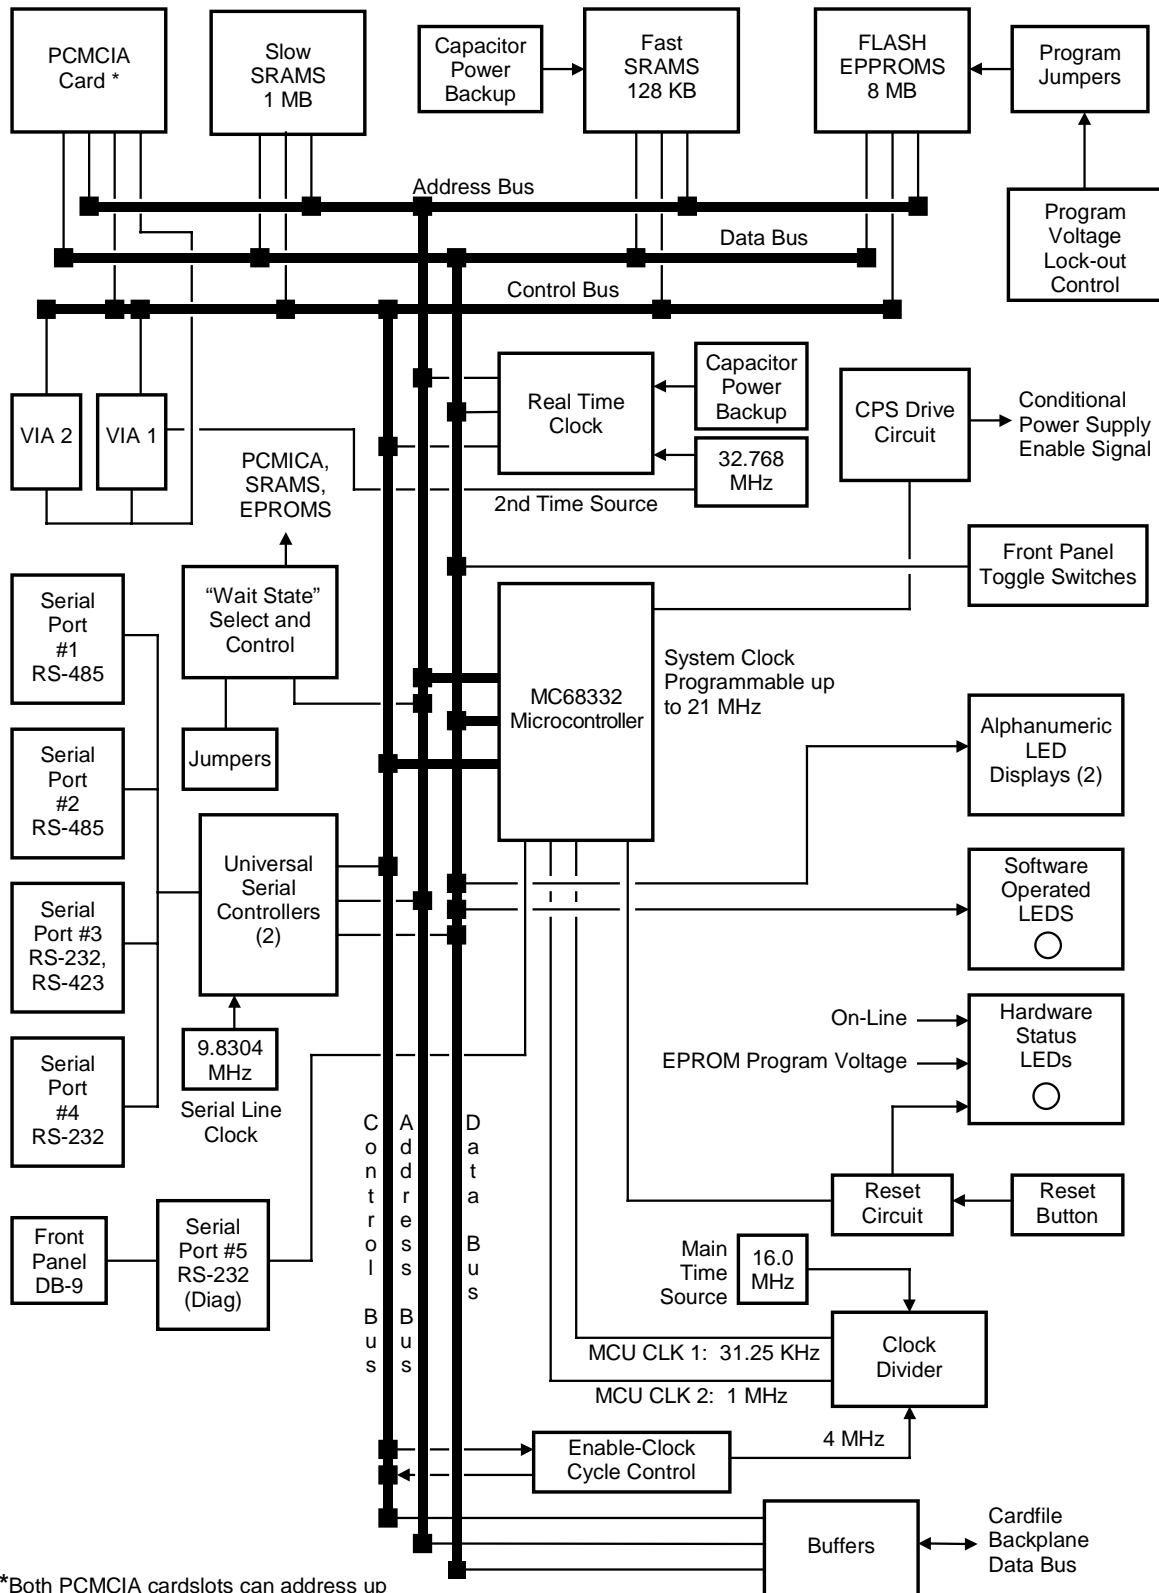 PCMCIA
Card *
Slow
SRAMS
1 MB
Capacitor
Power
Backup
Fast
SRAMS
128 KB
FLASH
EPPROMS
8 MB
Program
Jumpers
Address Bus
Program
Voltage
Lock-out
Control
Data Bus
Control Bus
VIA 2
VIA 1
Real Time
Clock
Capacitor
Power
Backup
32.768
MHz
2nd Time Source
CPS Drive
Circuit
Conditional
Power Supply
Enable Signal
PCMICA,
SRAMS,
EPROMS
Front Panel
Toggle Switches
Serial
Port
#1
RS-485
“Wait State”
Select and
Control
Jumpers
MC68332
Microcontroller
System Clock
Programmable up
to 21 MHz
Alphanumeric
LED
Displays (2)
Serial
Port
#2
RS-485
Universal
Serial
Controllers
(2)
Software
Operated
LEDS
Serial
Port #3
RS-232,
RS-423
9.8304
MHz
Serial Line
Clock
On-Line
EPROM Program Voltage
Hardware
Status
LEDs
Serial
Port
#4
RS-232
Control Bus
Address Bus
Data Bus
Reset
Circuit
Reset
Button
Front
Panel
DB-9
Serial
Port #5
RS-232
(Diag)
Main
Time
Source
16.0
MHz
Clock
Divider
MCU CLK 1: 31.25 KHz
MCU CLK 2: 1 MHz
Enable-Clock
Cycle Control
4 MHz
Buffers
Cardfile
Backplane
Data Bus
*Both PCMCIA cardslots can address up